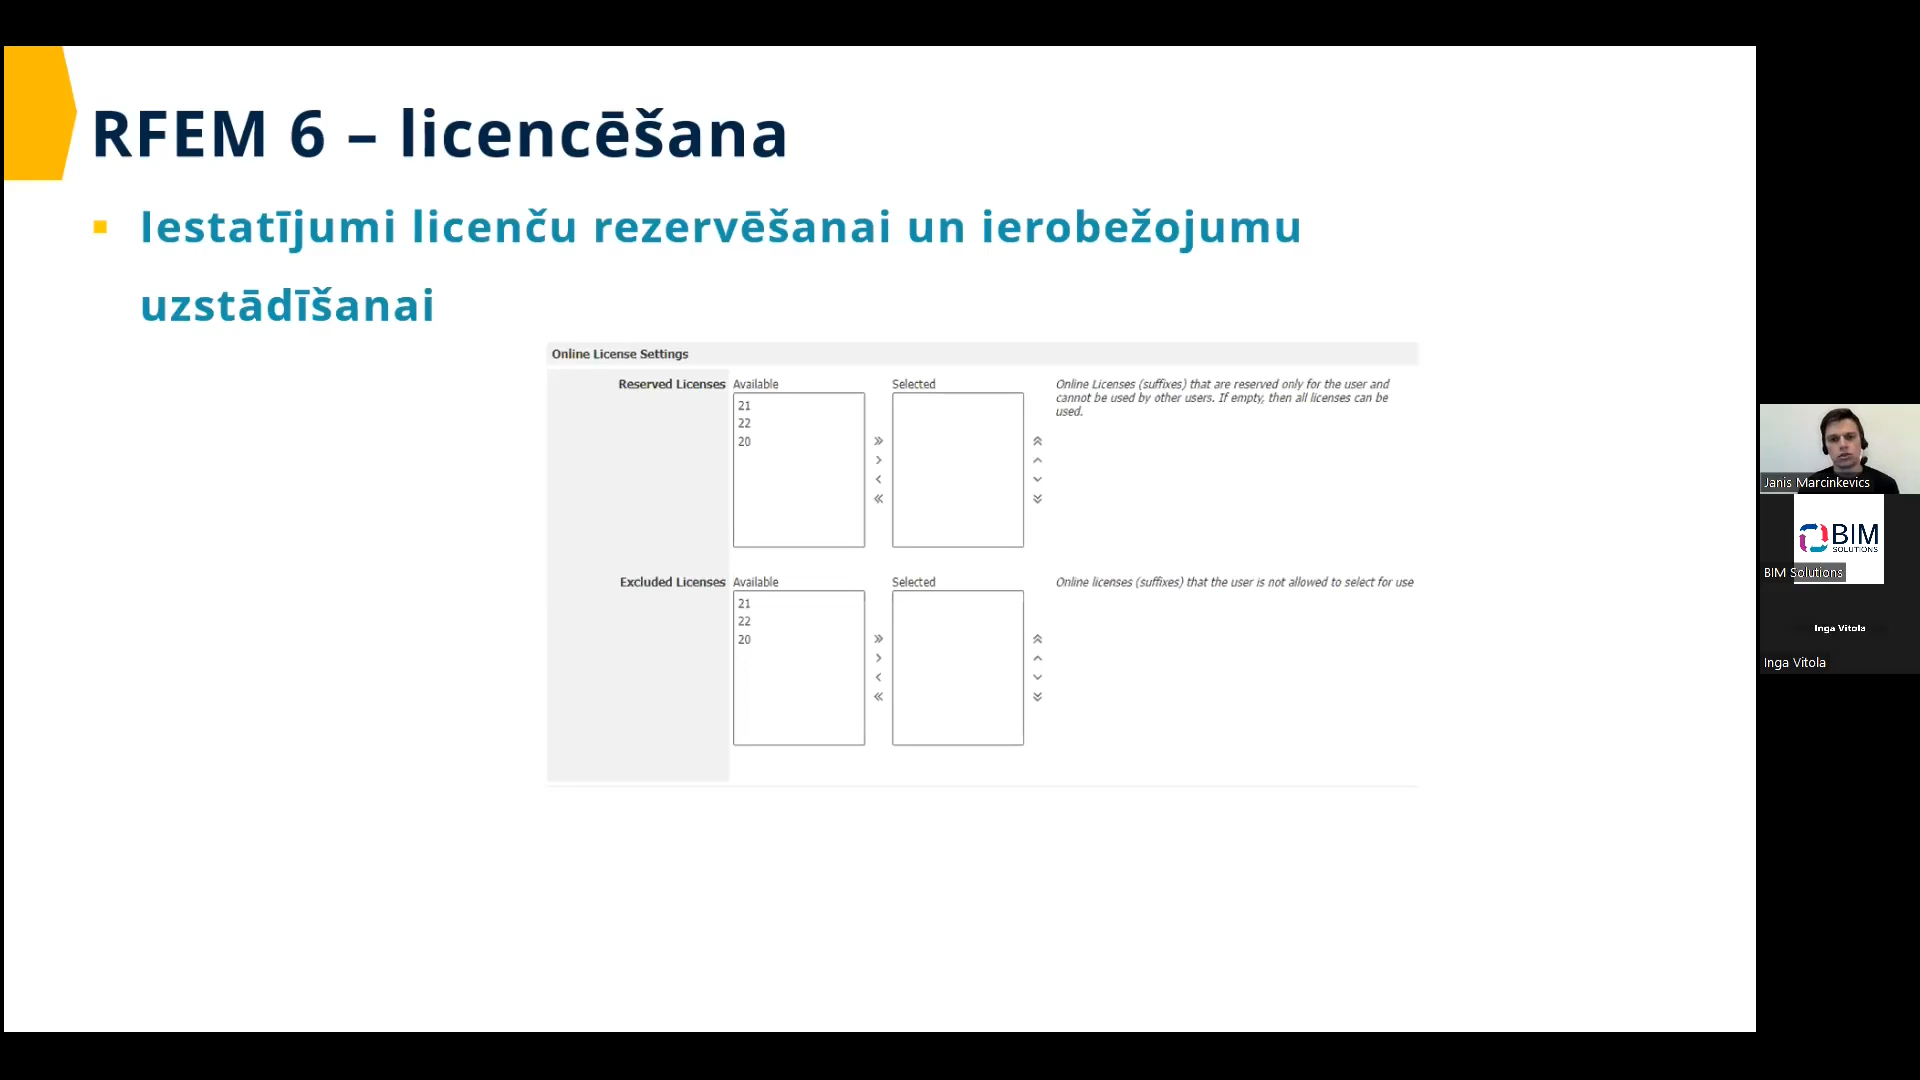 RFEM 6 – licencēšana
Iestatījumi licenču rezervēšanai un ierobežojumu
uzstādīšanai
Online License Settings
Reserved Licenses
Available
21
22
20
Selected
Online Licenses (suffixes) that are reserved only for the user and
cannot be used by other users. If empty, then all licenses can be
used.
Excluded Licenses
Available
21
22
20
Selected
Online licenses (suffixes) that the user is not allowed to select for use
Janis Marcinkevics
BIM
SOLUTIONS
BIM Solutions
Inga Vitola
Inga Vitola